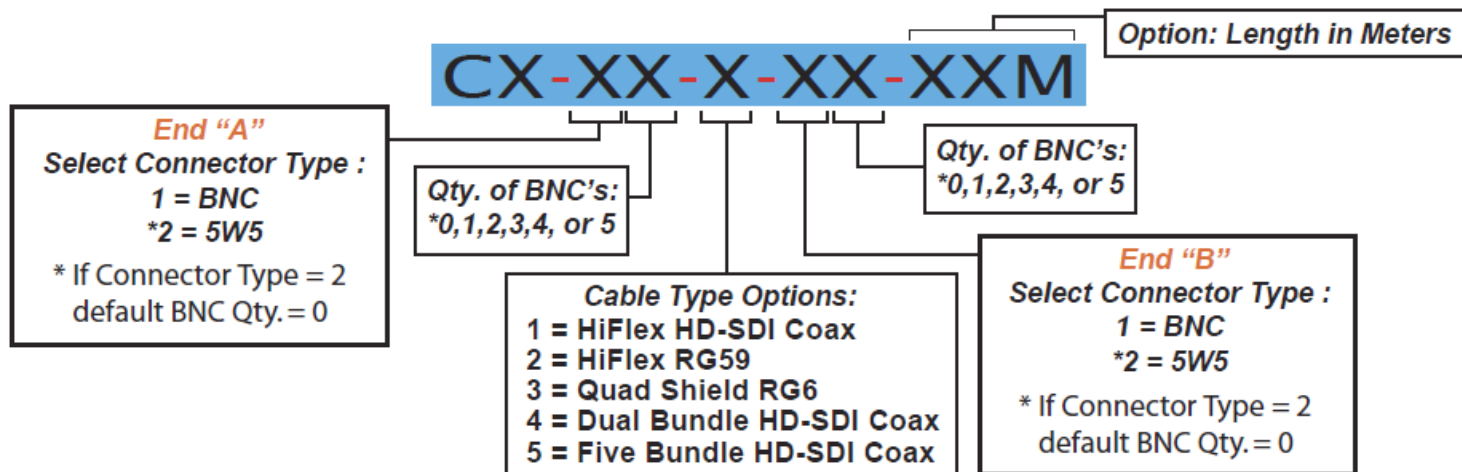 Option: Length in Meters
CX-XX-X-XX-XXM
End “A”
Select Connector Type :
1 = BNC
*2 = 5W5
* If Connector Type = 2
default BNC Qty. = 0
Qty. of BNC’s:
*0,1,2,3,4, or 5
Cable Type Options:
1 = HiFlex HD-SDI Coax
2 = HiFlex RG59
3 = Quad Shield RG6
4 = Dual Bundle HD-SDI Coax
5 = Five Bundle HD-SDI Coax
Qty. of BNC’s:
*0,1,2,3,4, or 5
End “B”
Select Connector Type :
1 = BNC
*2 = 5W5
* If Connector Type = 2
default BNC Qty. = 0